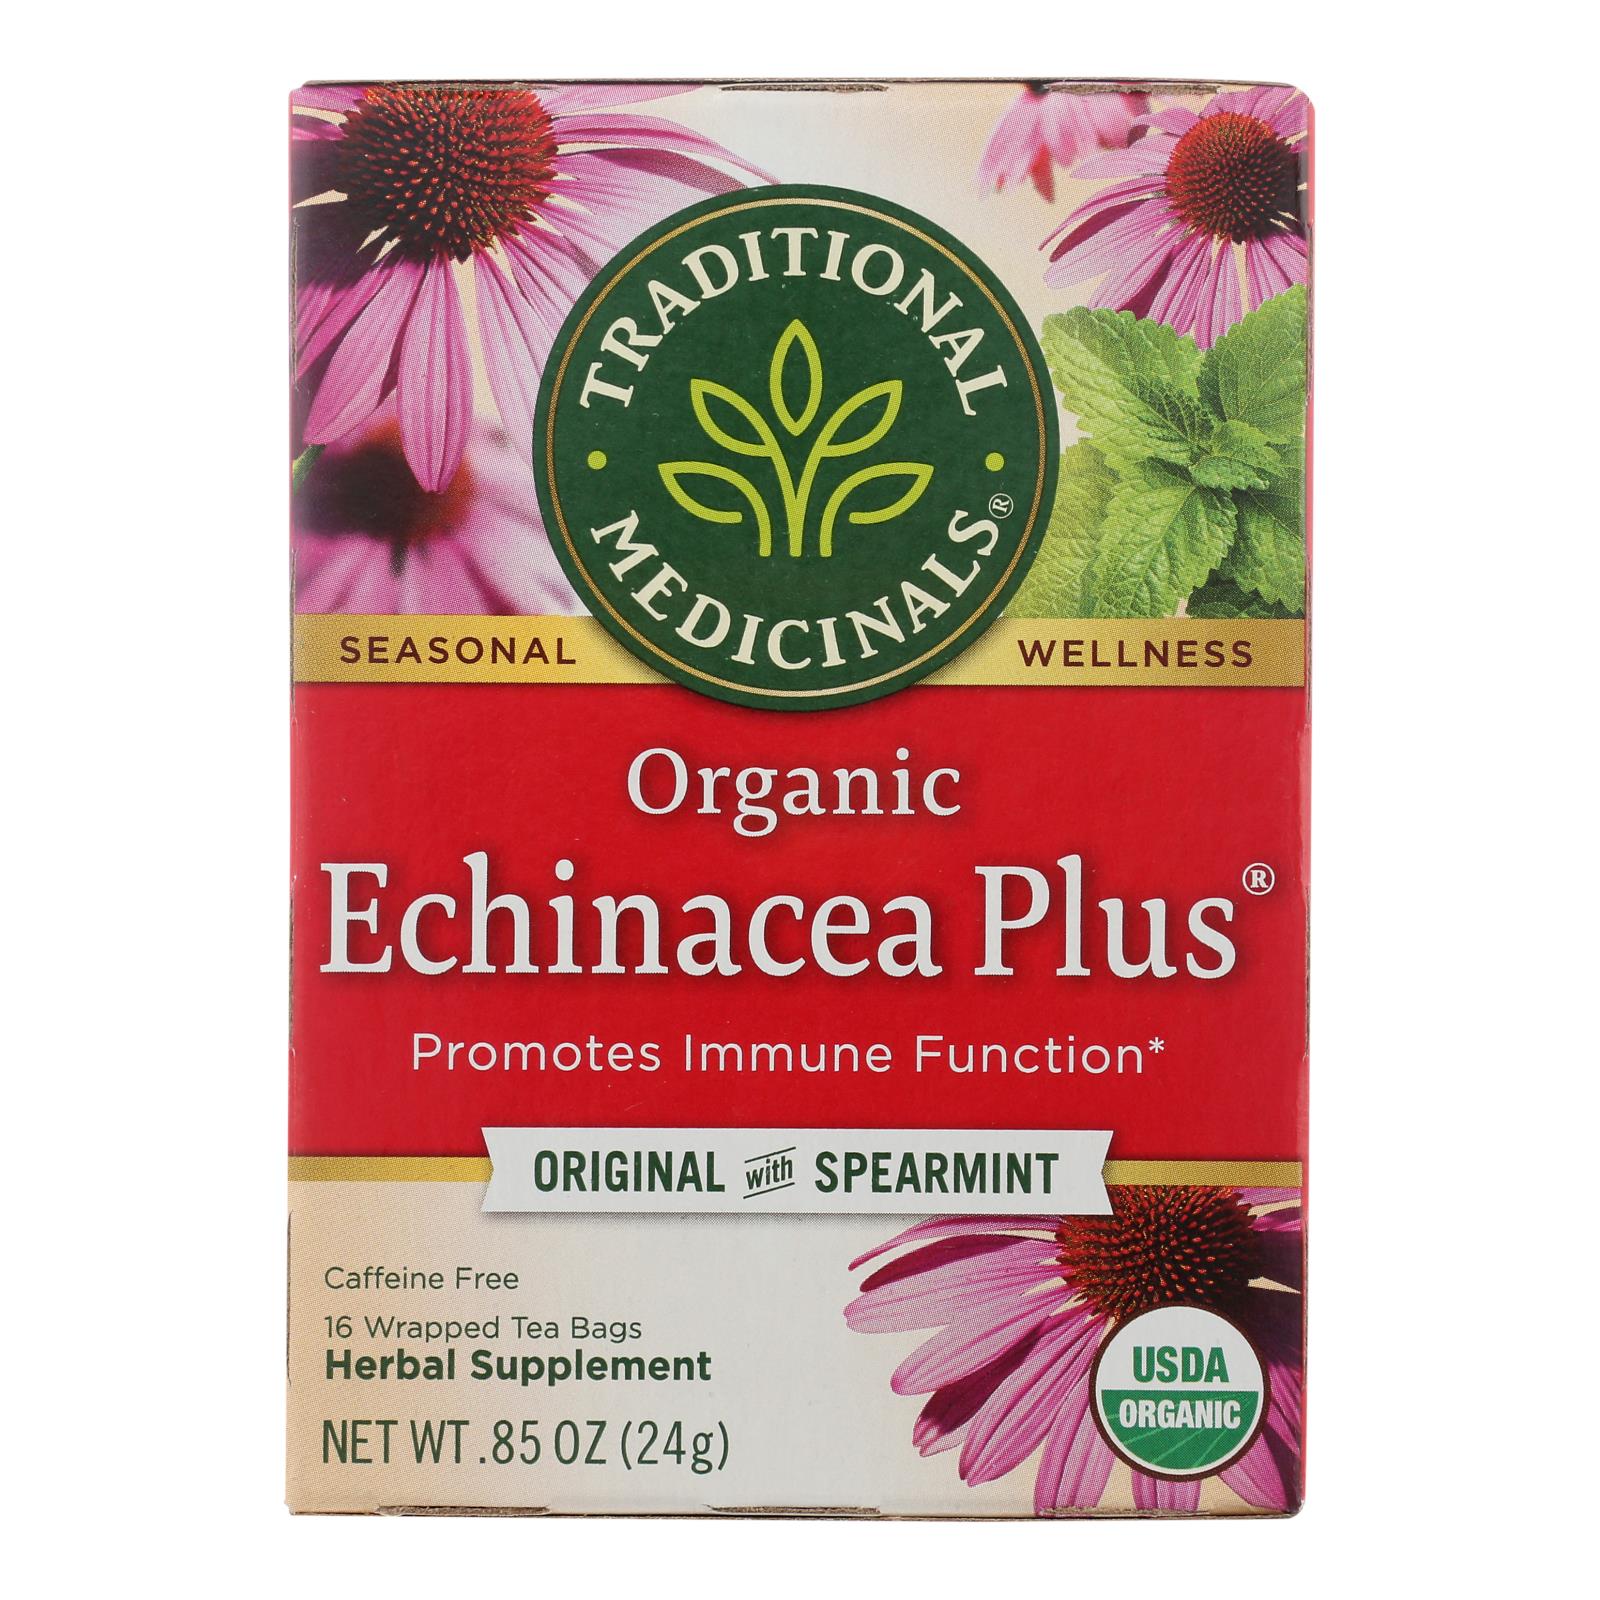 TRADITIONAL
MEDICINALS®
SEASONAL
WELLNESS
Organic
Echinacea Plus®
Promotes Immune Function*
ORIGINAL with SPEARMINT
Caffeine Free
16 Wrapped Tea Bags
Herbal Supplement
NET WT .85 OZ (24g)
USDA
ORGANIC